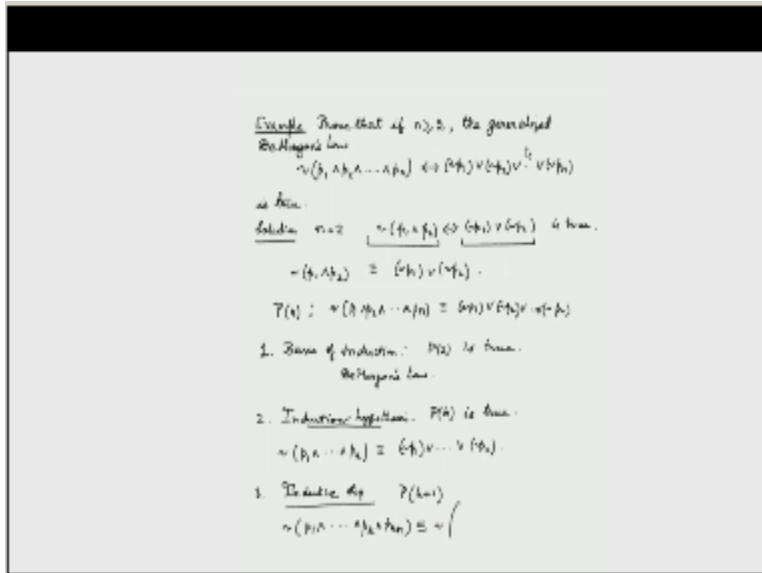 Example Prove that if n ≥ 2, the generalized
De Morgan's Law
~(p₁ ∧ p₂ ∧ ... ∧ pₙ) ⇔ (~p₁) ∨ (~p₂) ∨ ... ∨ (~pₙ)
is true.
Solution n=2 ~(p₁ ∧ p₂) ⇔ (~p₁) ∨ (~p₂) is true.
~(p₁ ∧ p₂) ≡ (~p₁) ∨ (~p₂).
P(n) : ~(p₁ ∧ p₂ ∧ ... ∧ pₙ) ≡ (~p₁) ∨ (~p₂) ∨ ... ∨ (~pₙ)
1. Basis of Induction: P(2) is true.
De Morgan's Law.
2. Induction hypothesis. P(k) is true.
~(p₁ ∧ ... ∧ pₖ) ≡ (~p₁) ∨ ... ∨ (~pₖ).
3. Inductive step P(k+1)
~(p₁ ∧ ... ∧ pₖ ∧ pₖ₊₁) ≡ ~(